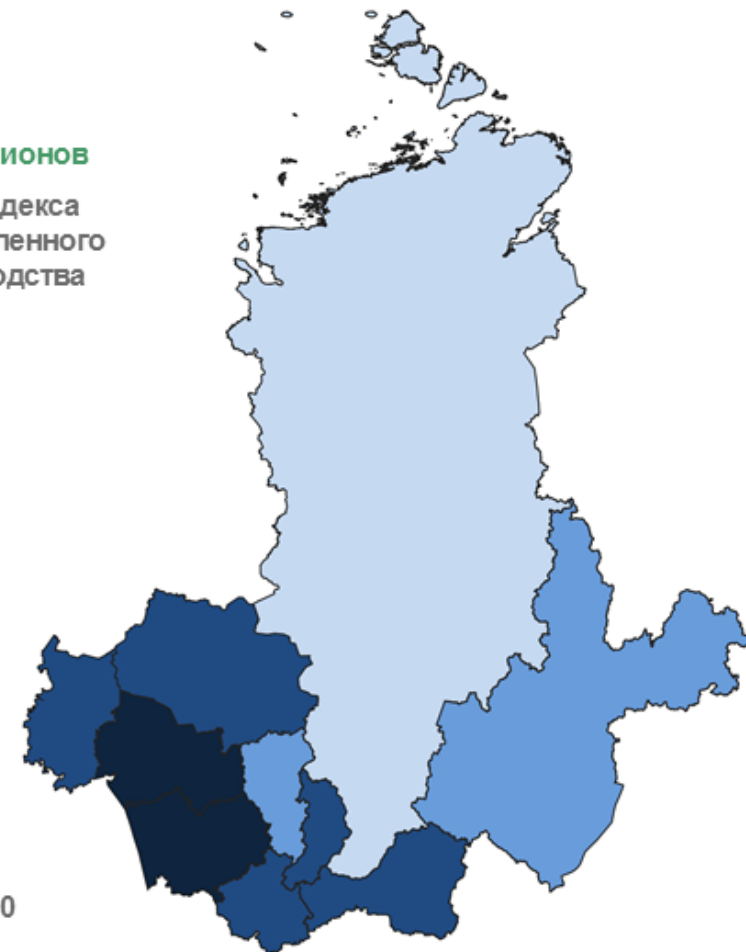 ионов
декса
ленного
одства
0